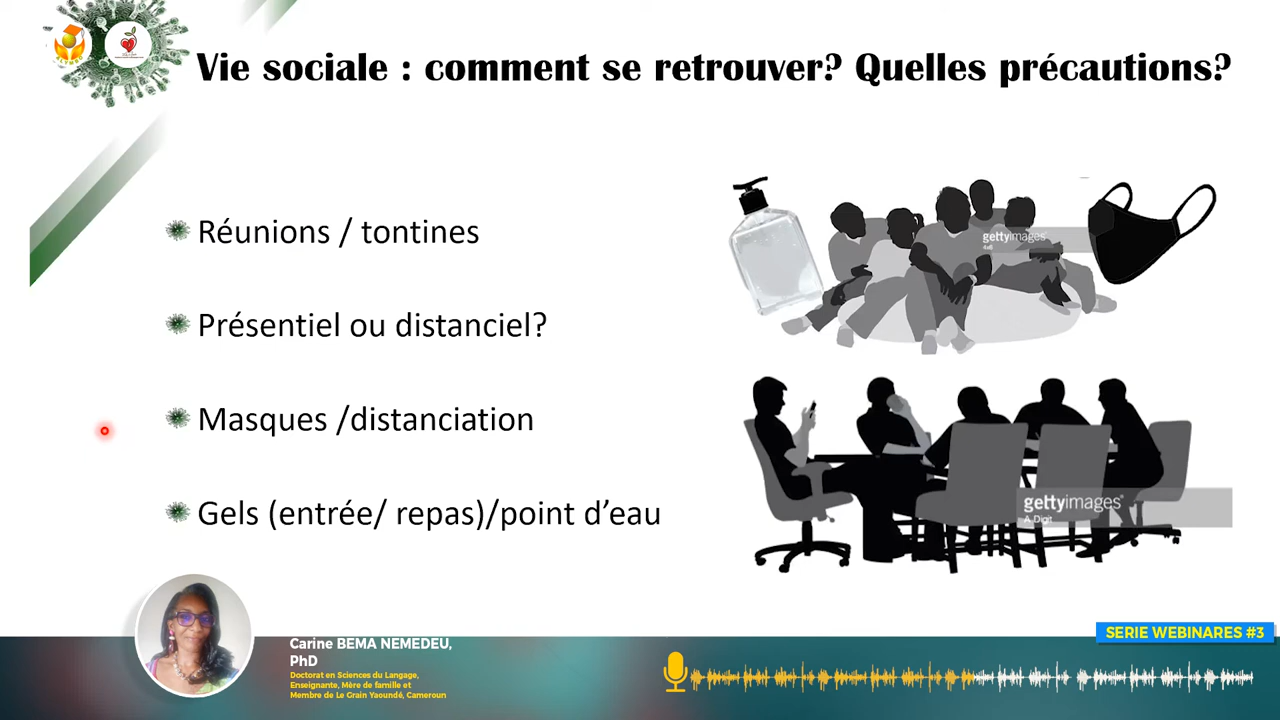 Vie sociale : comment se retrouver? Quelles précautions?
Réunions / tontines
Présentiel ou distanciel?
Masques /distanciation
Gels (entrée/ repas)/point d’eau
gettyimages®
4x6
gettyimages®
A-Digit
SERIE WEBINARES #3
Carine BEMA NEMEDEU,
PhD
Doctorat en Sciences du Langage,
Enseignante, Mère de famille et
Membre de Le Grain Yaoundé, Cameroun